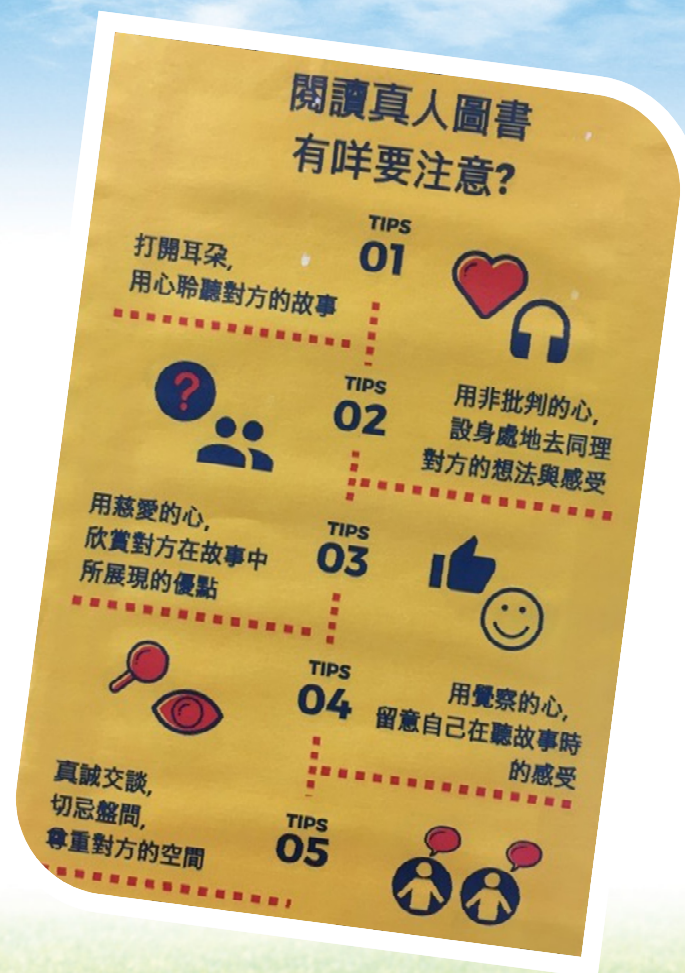 閱讀真人圖書
有咩要注意?
TIPS
01
打開耳朵,
用心聆聽對方的故事
TIPS
02
用非批判的心,
設身處地去同理
對方的想法與感受
TIPS
03
用慈愛的心,
欣賞對方在故事中
所展現的優點
TIPS
04
用覺察的心,
留意自己在聽故事時
的感受
TIPS
05
真誠交談,
切忌盤問,
尊重對方的空間